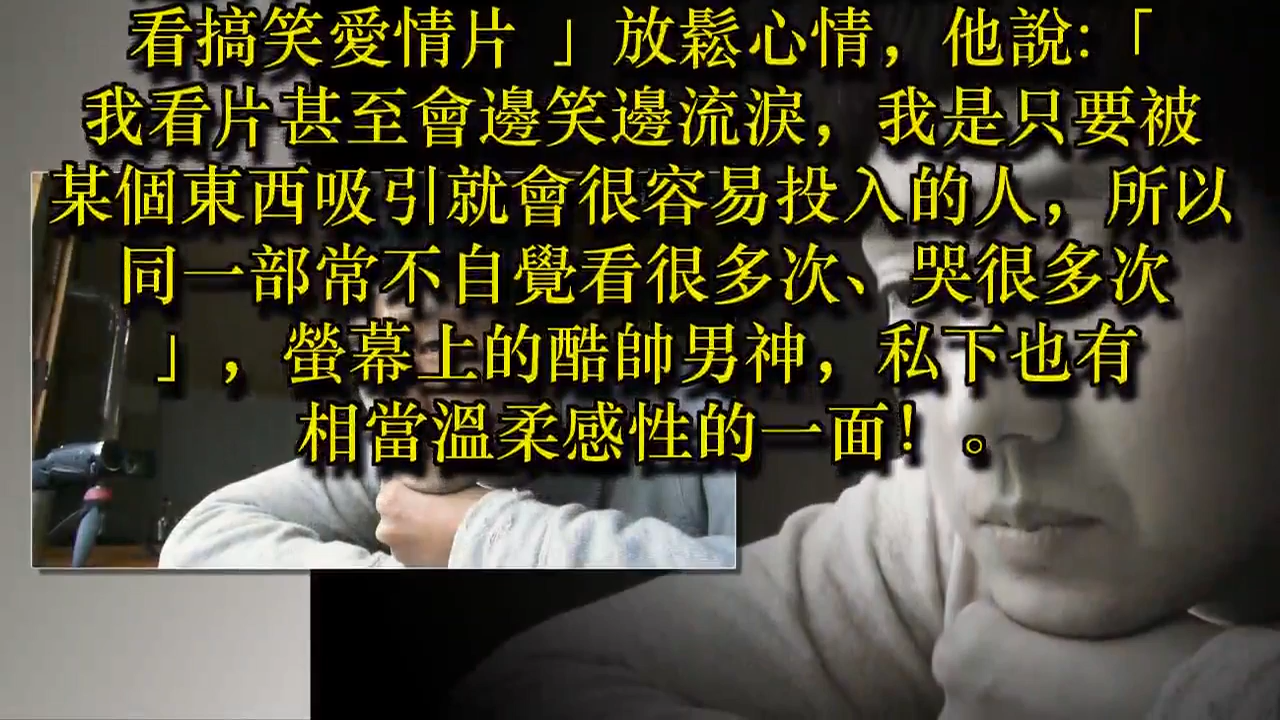 看搞笑愛情片 」放鬆心情，他說:「
我看片甚至會邊笑邊流淚，我是只要被
某個東西吸引就會很容易投入的人，所以
同一部常不自覺看很多次、哭很多次
」，螢幕上的酷帥男神，私下也有
相當溫柔感性的一面！。